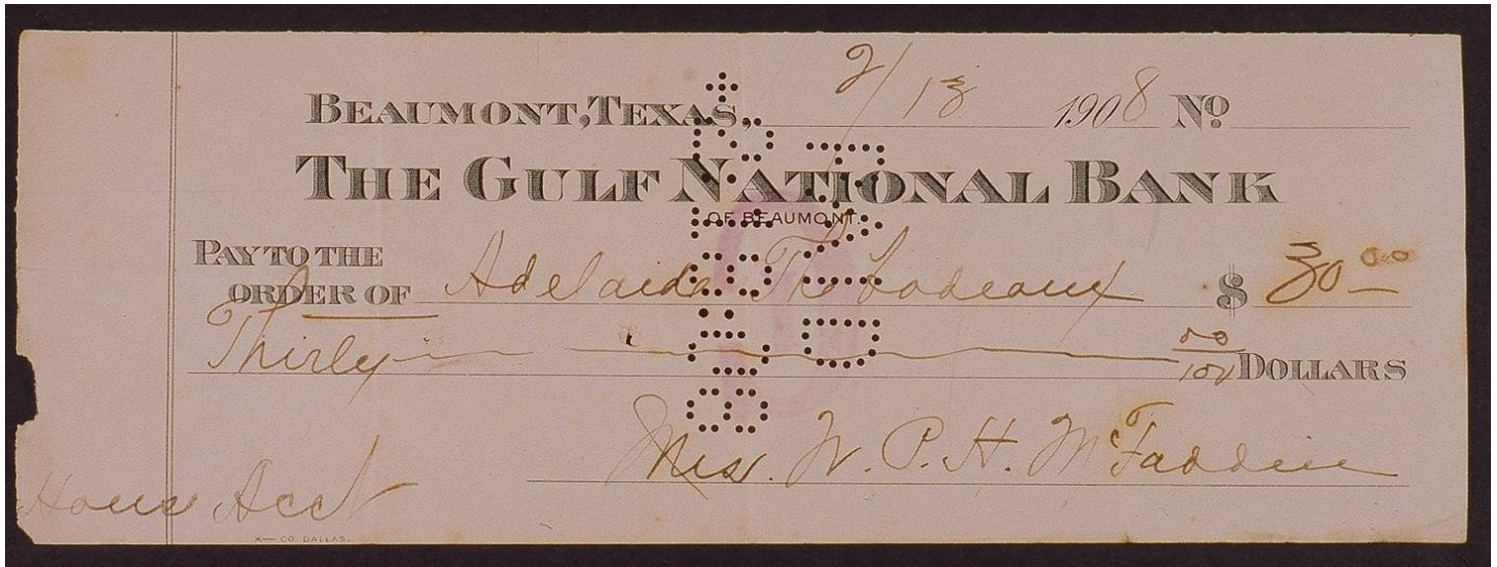 2/13
BEAUMONT, TEXAS, 1908 No
THE GULF NATIONAL BANK
OF BEAUMONT.
PAY TO THE
ORDER OF Adelaide Thibodeaux $ 30 00
Thirty 00/100 DOLLARS
Mrs. W. P. H. McFaddin
House Acct
CO. DALLAS.
PAID